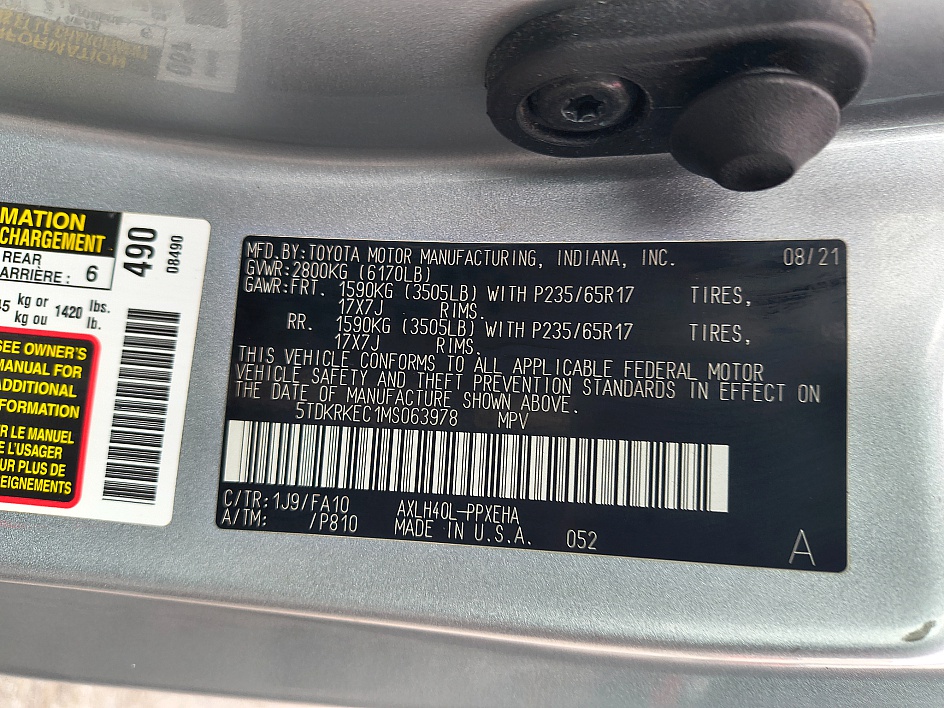 MATION
CHARGEMENT
REAR
ARRIÈRE : 6
490
08490
kg or 1420 lbs.
kg ou lb.
SEE OWNER'S
MANUAL FOR
ADDITIONAL
FORMATION
R LE MANUEL
E L'USAGER
UR PLUS DE
EIGNEMENTS
MFD.BY:TOYOTA MOTOR MANUFACTURING, INDIANA, INC. 08/21
GVWR:2800KG (6170LB)
GAWR:FRT. 1590KG (3505LB) WITH P235/65R17 TIRES,
17X7J RIMS.
RR. 1590KG (3505LB) WITH P235/65R17 TIRES,
17X7J RIMS.
THIS VEHICLE CONFORMS TO ALL APPLICABLE FEDERAL MOTOR
VEHICLE SAFETY AND THEFT PREVENTION STANDARDS IN EFFECT ON
THE DATE OF MANUFACTURE SHOWN ABOVE.
5TDKRKEC1MS063978 MPV
C/TR:1J9/FA10 AXLH40L-PPXEHA
A/TM: /P810 MADE IN U.S.A. 052
A